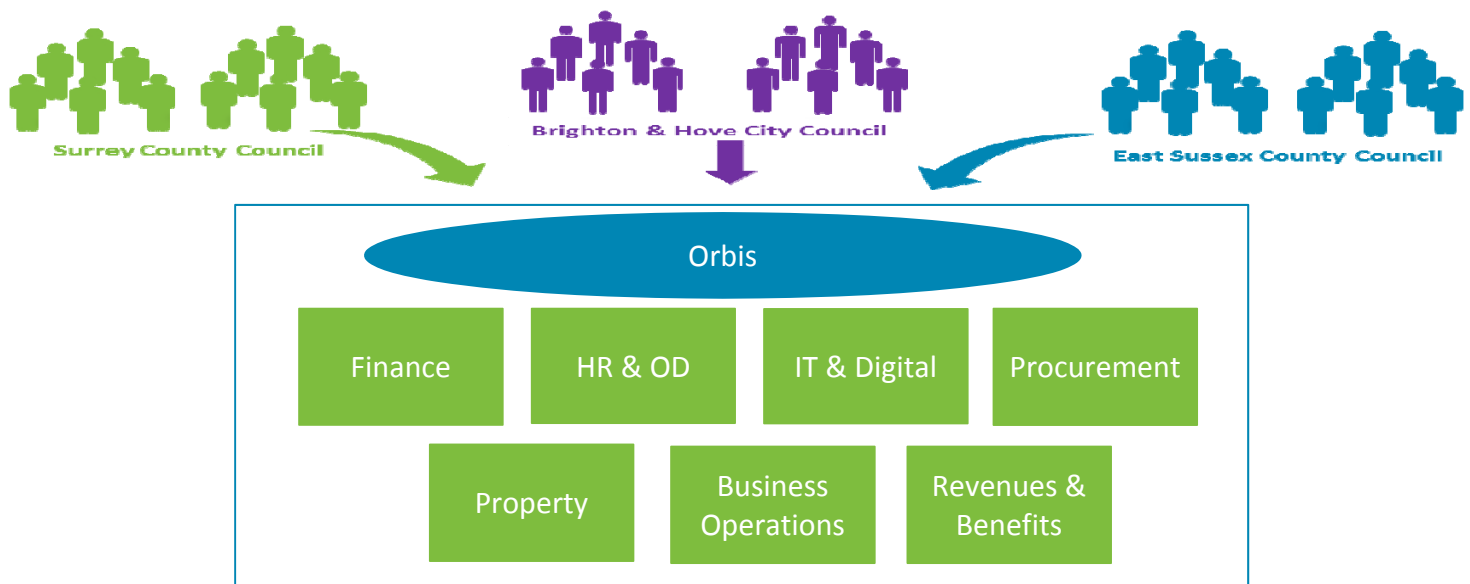 Brighton & Hove City Council
Surrey County Council
East Sussex County Council
Orbis
Finance
HR & OD
IT & Digital
Procurement
Property
Business
Operations
Revenues &
Benefits